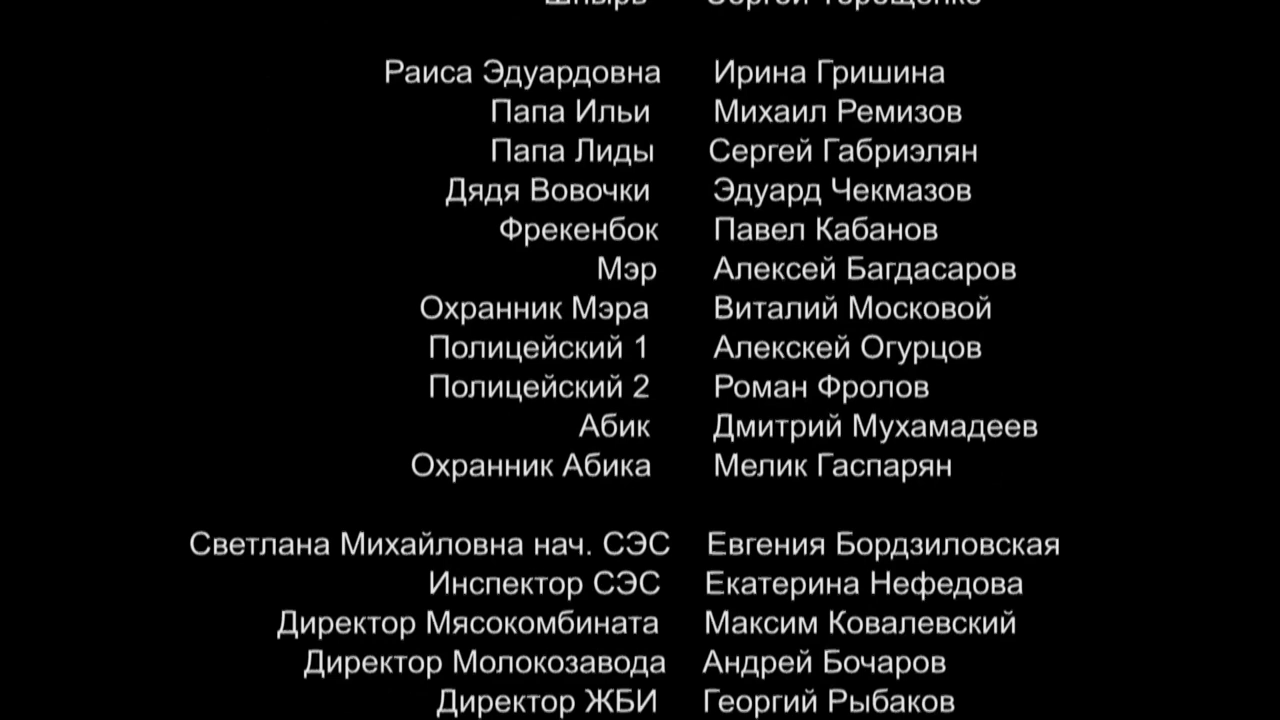 Шнырь Сергей Терещенко
Раиса Эдуардовна Ирина Гришина
Папа Ильи Михаил Ремизов
Папа Лиды Сергей Габриэлян
Дядя Вовочки Эдуард Чекмазов
Фрекенбок Павел Кабанов
Мэр Алексей Багдасаров
Охранник Мэра Виталий Московой
Полицейский 1 Алекскей Огурцов
Полицейский 2 Роман Фролов
Абик Дмитрий Мухамадеев
Охранник Абика Мелик Гаспарян
Светлана Михайловна нач. СЭС Евгения Бордзиловская
Инспектор СЭС Екатерина Нефедова
Директор Мясокомбината Максим Ковалевский
Директор Молокозавода Андрей Бочаров
Директор ЖБИ Георгий Рыбаков